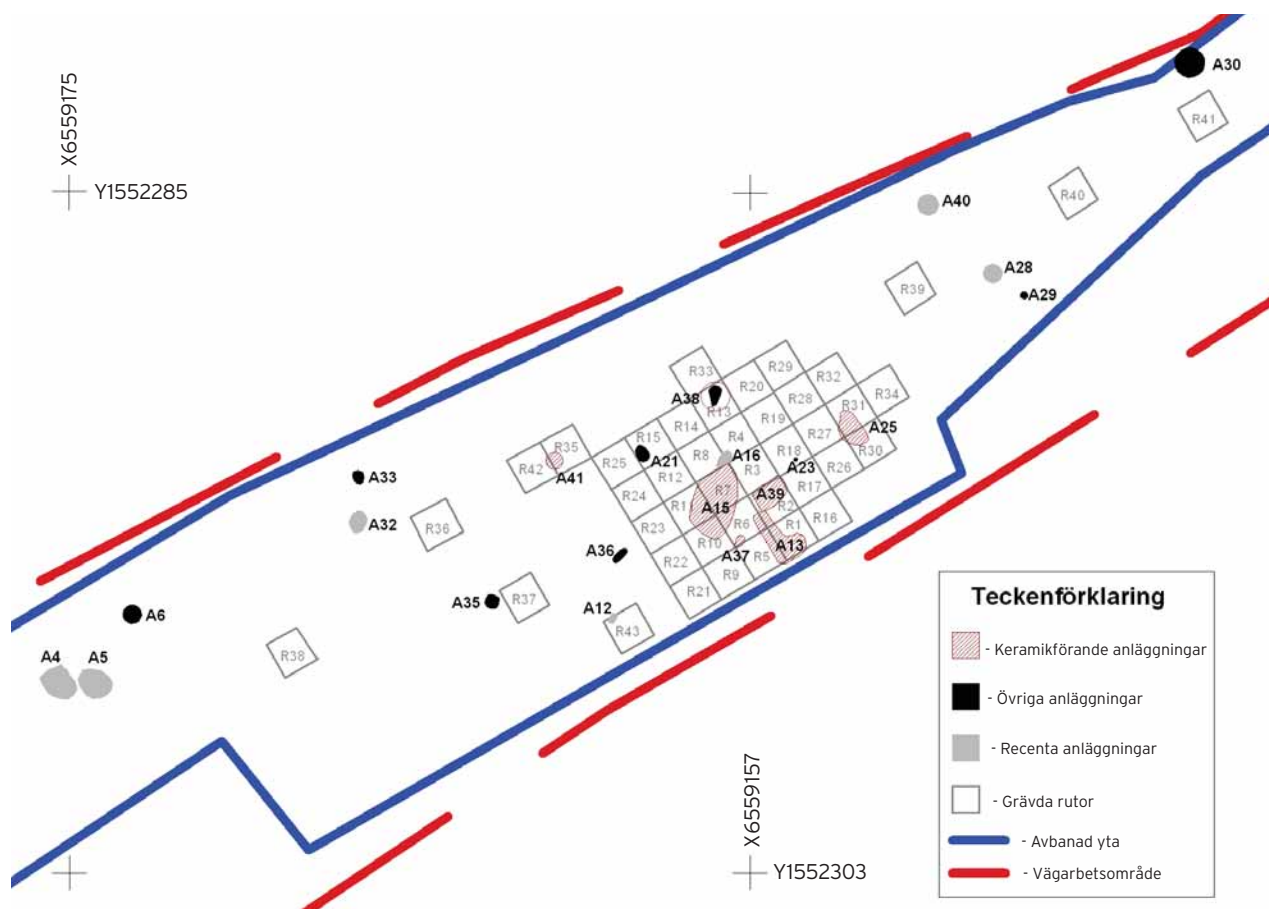 X6559175
Y1552285
A30
R41
R40
A40
A28
A29
R39
R33
R29
R20
R32
A38
R13
R28
R34
R31
R14
R19
A25
R35
R15
R4
R27
R30
R42
R25
A21
R8
A16
R18
A41
R12
R3
A23
R26
A33
R24
R7
A39
R17
R11
A15
R2
A32
R36
R23
R6
R1
R16
R10
A36
R22
A37
R5
A13
R9
A35
R37
R21
A6
A12
R43
R38
A4
A5
X6559157
Y1552303
Teckenförklaring
- Keramikförande anläggningar
- Övriga anläggningar
- Recenta anläggningar
- Grävda rutor
- Avbanad yta
- Vägarbetsområde